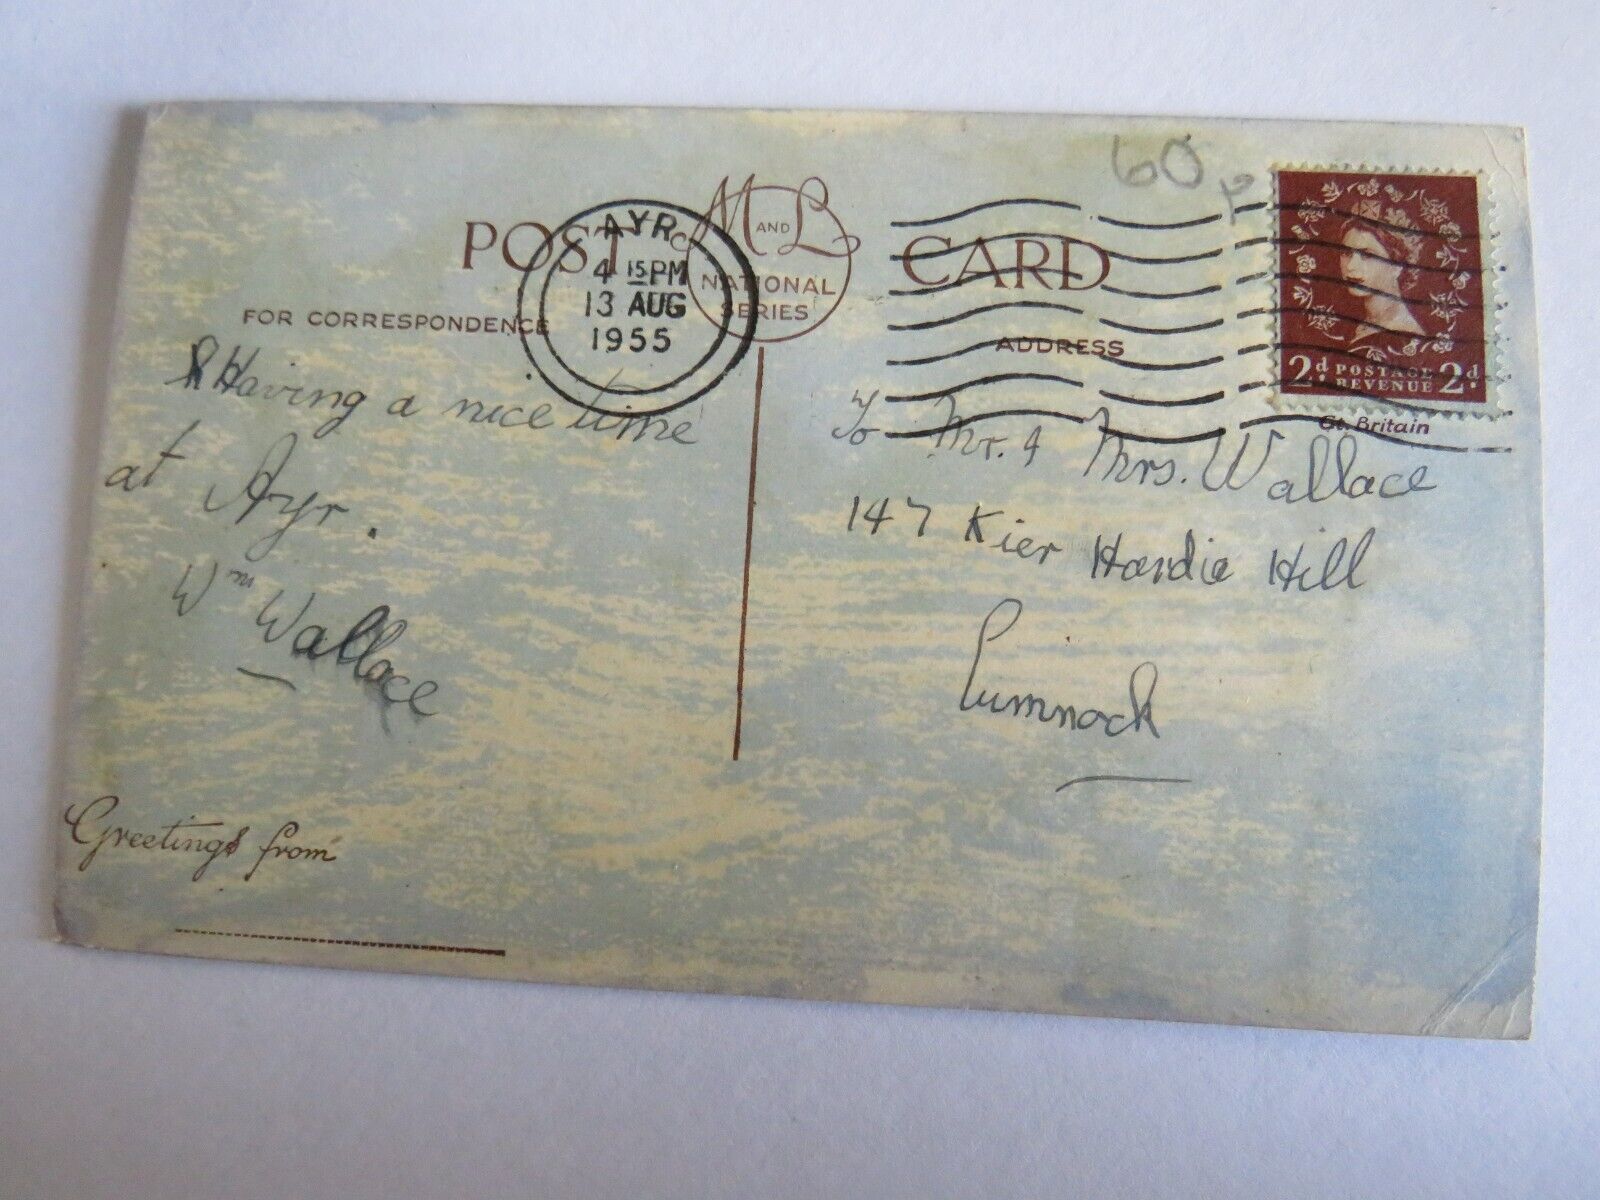 60p
POST CARD
M AND L
NATIONAL
SERIES
AYR
4 15 PM
13 AUG
1955
FOR CORRESPONDENCE
ADDRESS
2d POSTAGE 2d.
REVENUE
Gt. Britain
Having a nice time
at Ayr.
Wm Wallace
To Mr. & Mrs. Wallace
147 Kier Hardie Hill
Cumnock
Greetings from